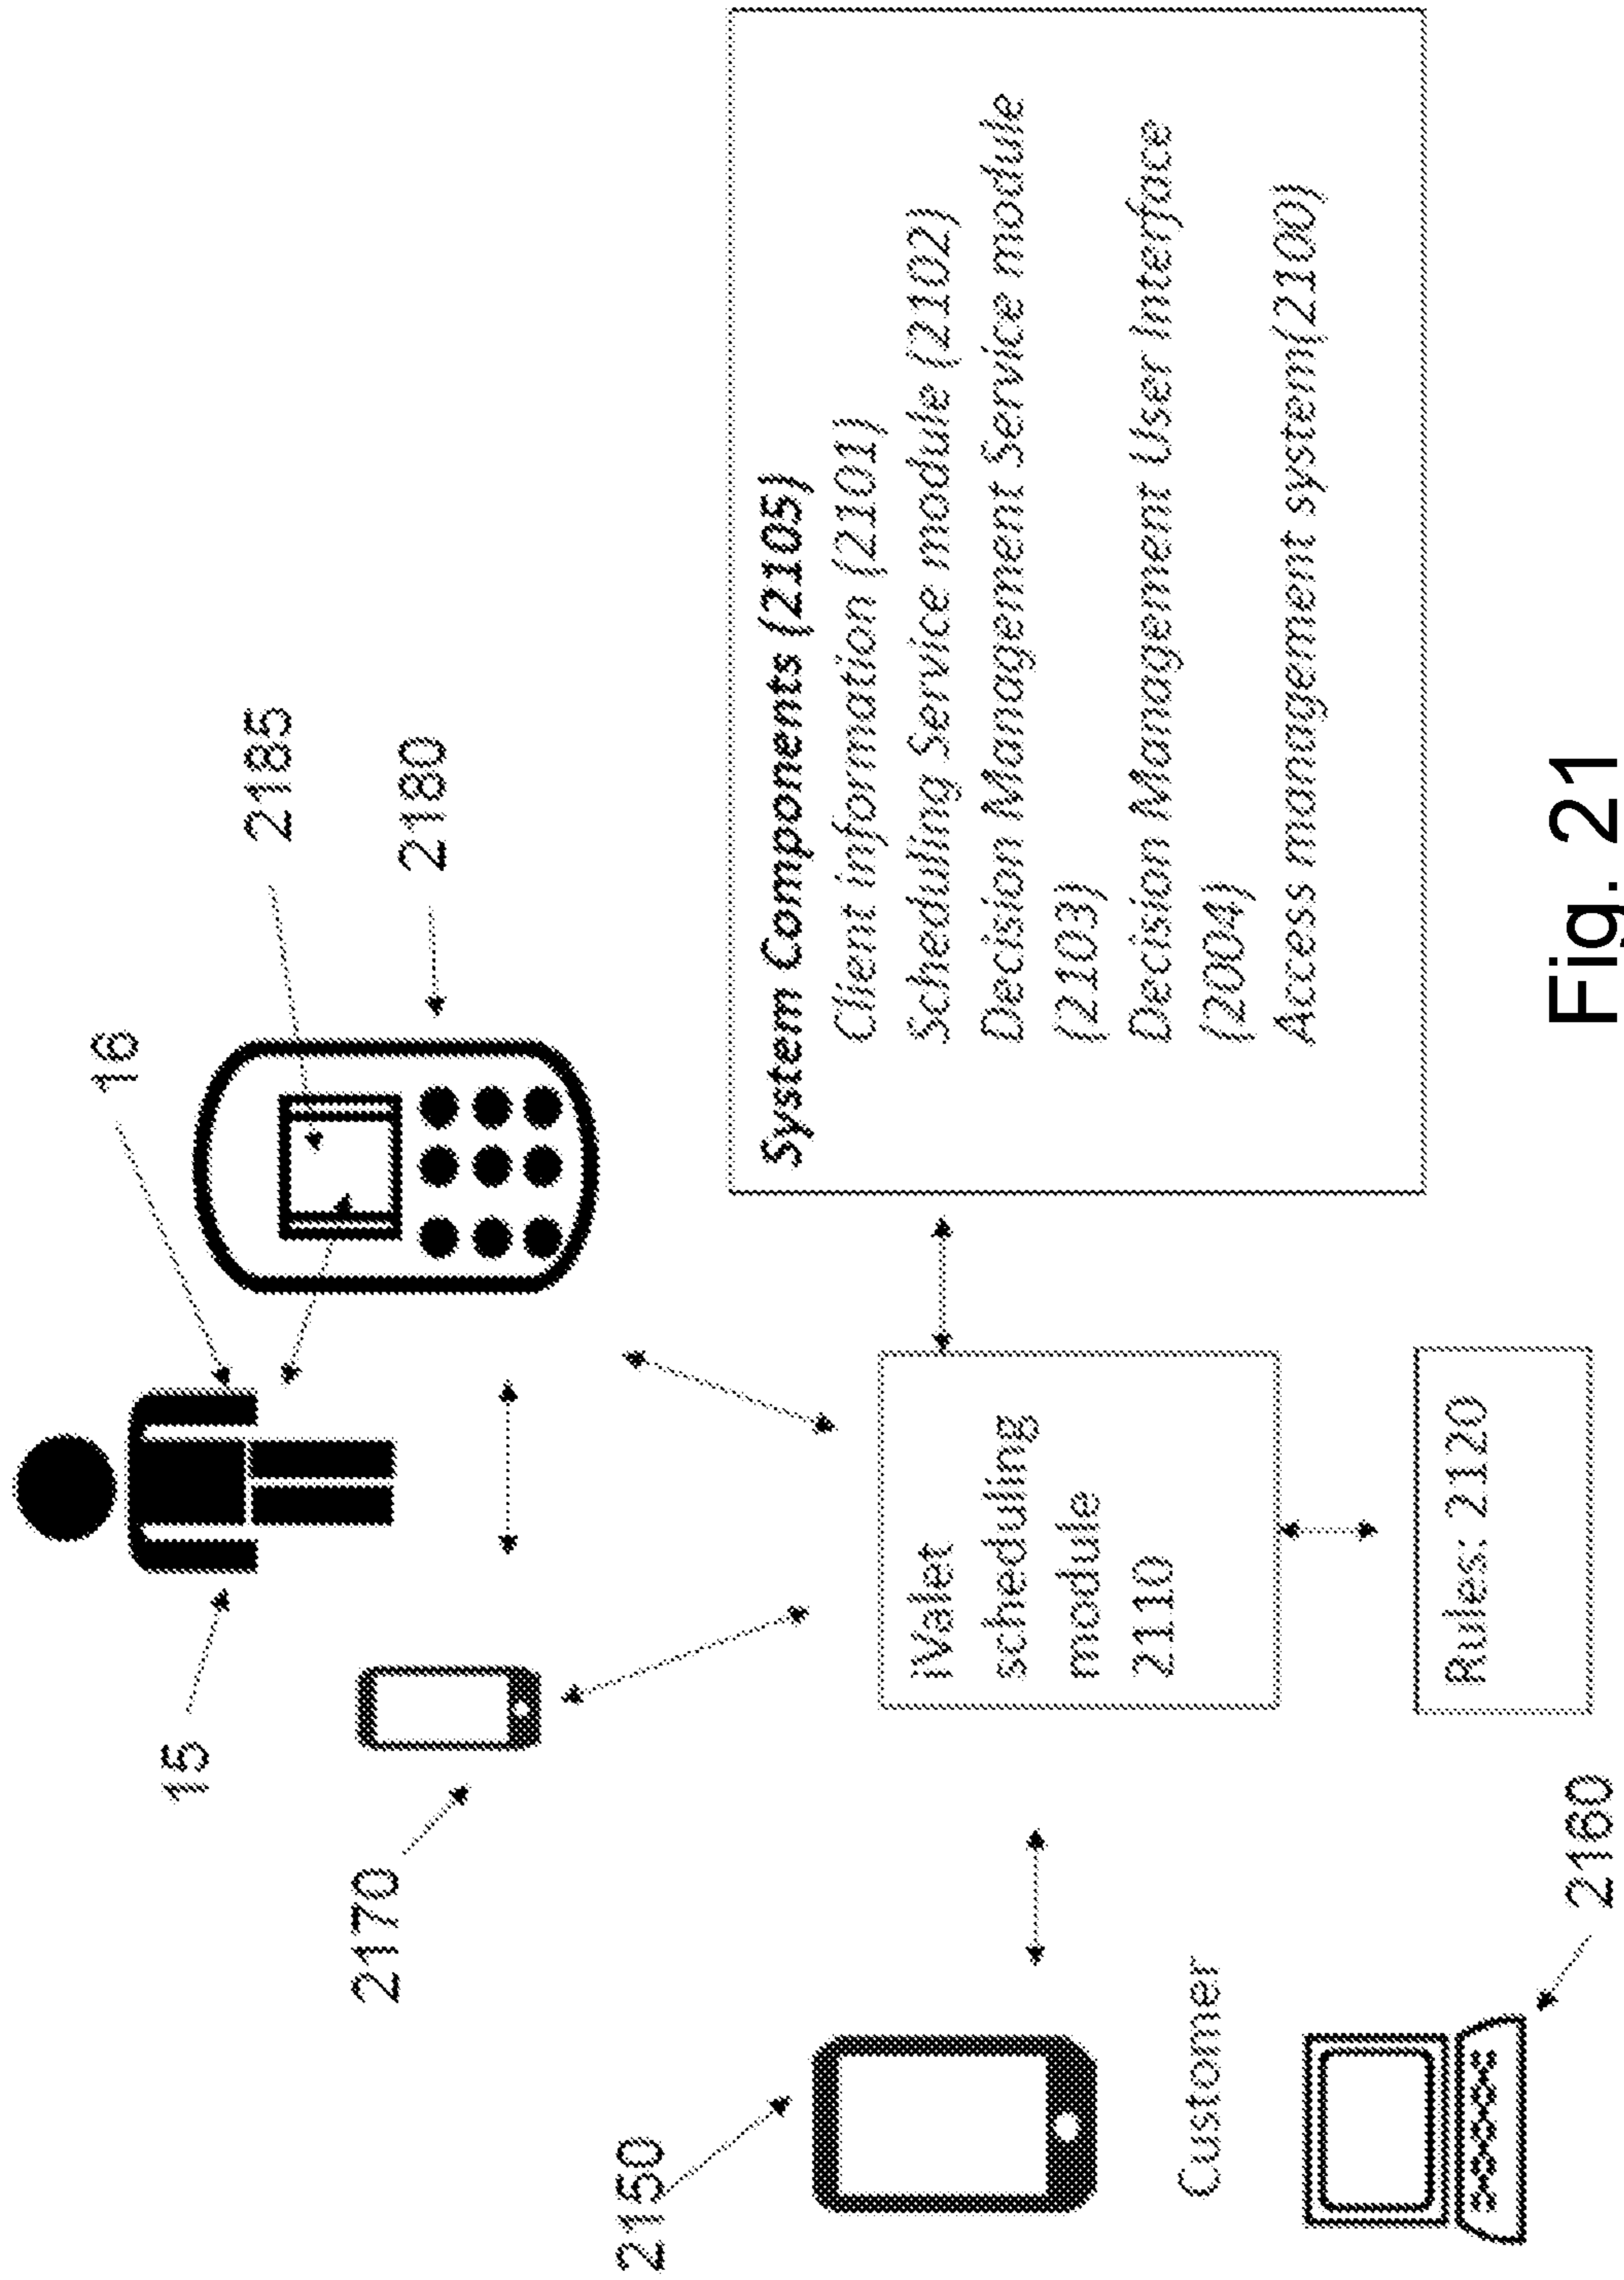 16
15
2185
2180
2170
2150
Customer
2160
iValet
scheduling
module
2110
Rules: 2120
System Components (2105)
Client information (2101)
Scheduling Service module (2102)
Decision Management Service module
(2103)
Decision Management User Interface
(2004)
Access management system(2100)
Fig. 21